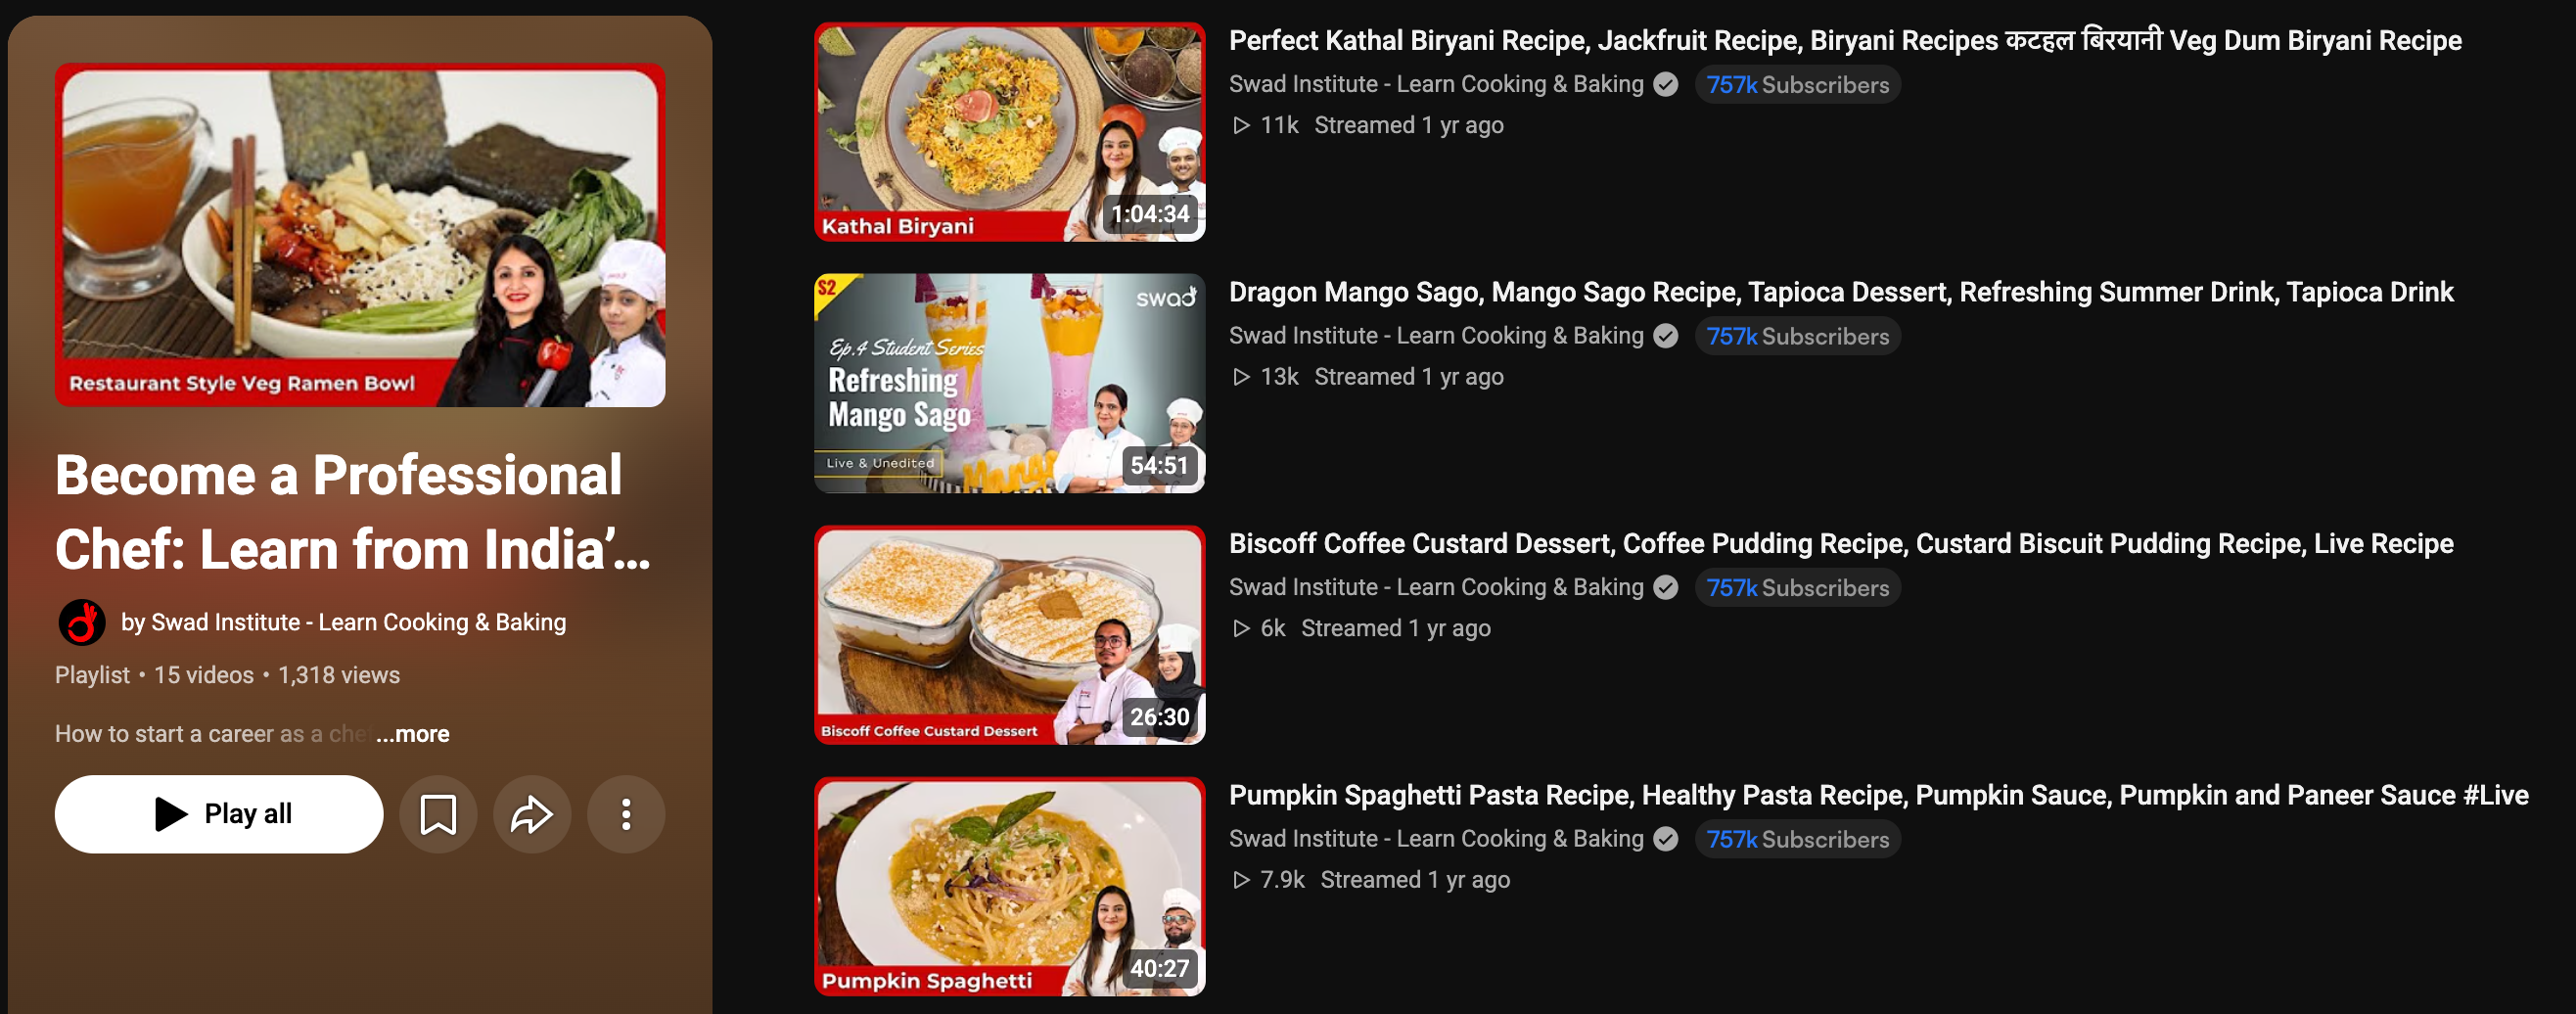 Restaurant Style Veg Ramen Bowl
Become a Professional
Chef: Learn from India’...
by Swad Institute - Learn Cooking & Baking
Playlist • 15 videos • 1,318 views
How to start a career as a chef ...more
Play all
Kathal Biryani
1:04:34
Perfect Kathal Biryani Recipe, Jackfruit Recipe, Biryani Recipes कटहल बिरयानी Veg Dum Biryani Recipe
Swad Institute - Learn Cooking & Baking 757k Subscribers
11k Streamed 1 yr ago
S2
swad
Ep.4 Student Series
Refreshing
Mango Sago
Live & Unedited
54:51
Dragon Mango Sago, Mango Sago Recipe, Tapioca Dessert, Refreshing Summer Drink, Tapioca Drink
Swad Institute - Learn Cooking & Baking 757k Subscribers
13k Streamed 1 yr ago
Biscoff Coffee Custard Dessert
26:30
Biscoff Coffee Custard Dessert, Coffee Pudding Recipe, Custard Biscuit Pudding Recipe, Live Recipe
Swad Institute - Learn Cooking & Baking 757k Subscribers
6k Streamed 1 yr ago
Pumpkin Spaghetti
40:27
Pumpkin Spaghetti Pasta Recipe, Healthy Pasta Recipe, Pumpkin Sauce, Pumpkin and Paneer Sauce #Live
Swad Institute - Learn Cooking & Baking 757k Subscribers
7.9k Streamed 1 yr ago